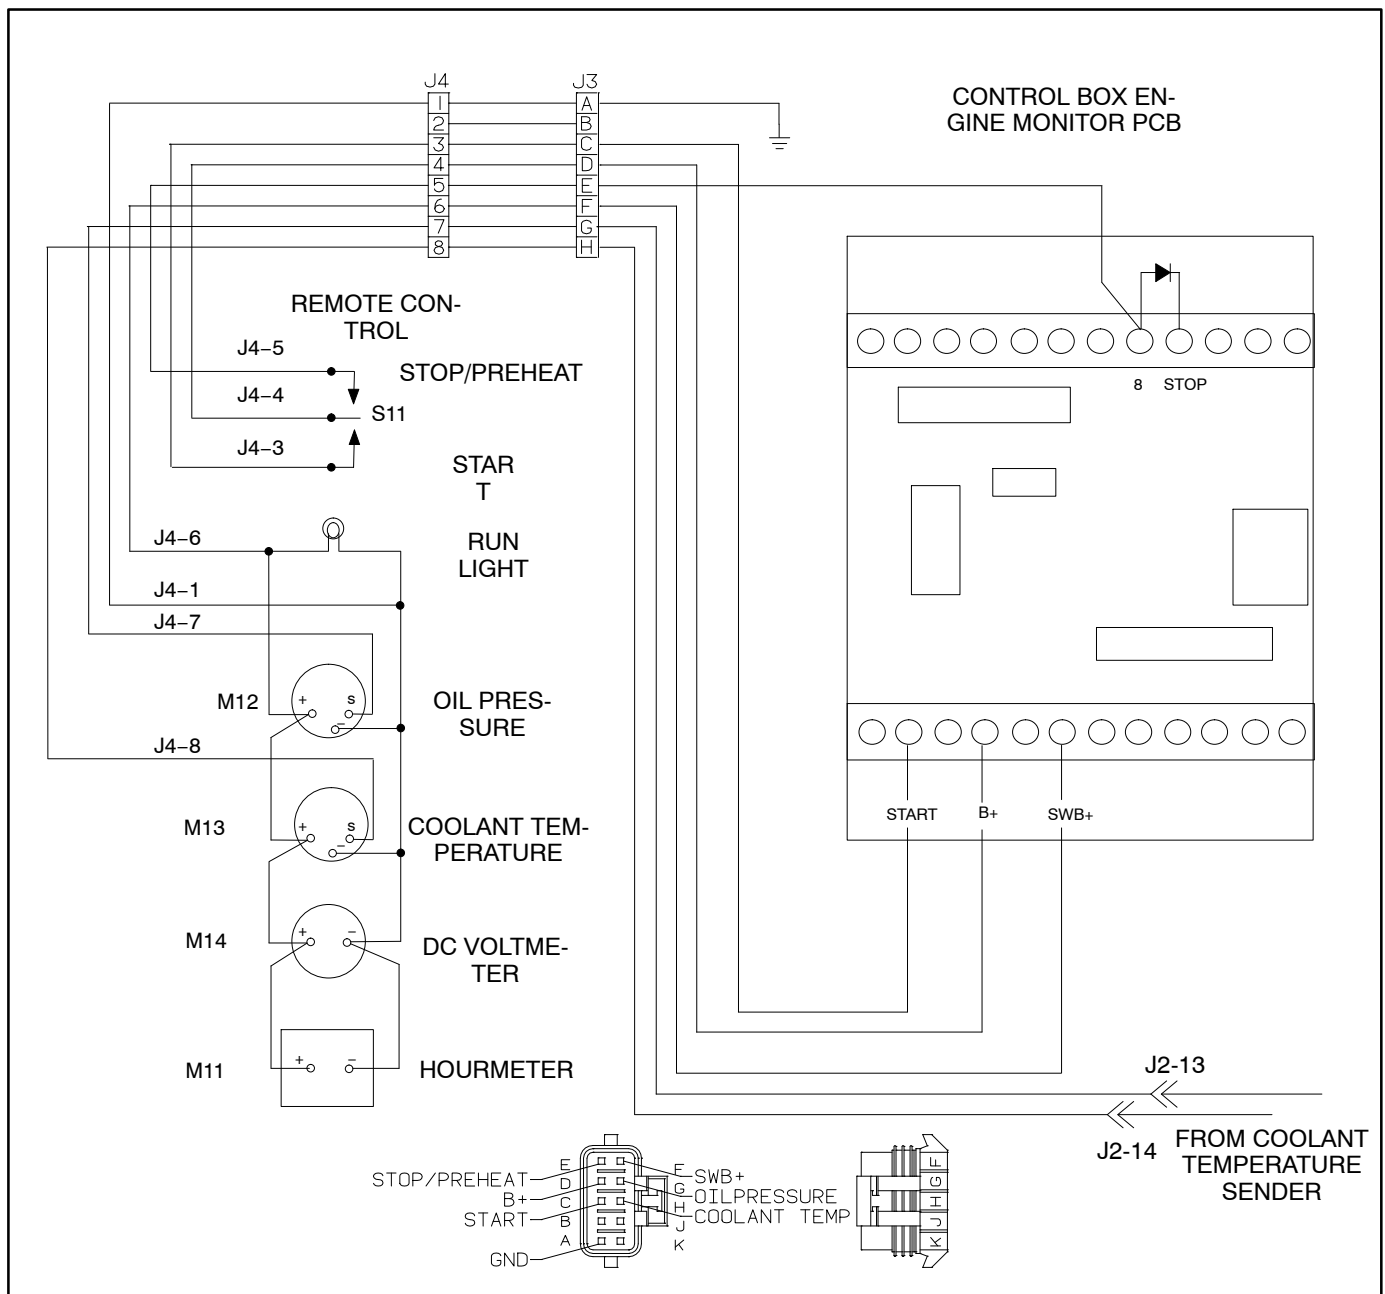 J4
J3
1
A
2
B
3
C
4
D
5
E
6
F
7
G
8
H
CONTROL BOX EN-
GINE MONITOR PCB
REMOTE CON-
TROL
J4−5
STOP/PREHEAT
J4−4
S11
J4−3
STAR
T
8
STOP
J4−6
RUN
LIGHT
J4−1
J4−7
M12
+
s
−
OIL PRES-
SURE
J4−8
M13
+
s
−
COOLANT TEM-
PERATURE
START
B+
SWB+
M14
+
−
DC VOLTME-
TER
M11
+
−
HOURMETER
J2-13
J2-14
FROM COOLANT
TEMPERATURE
SENDER
STOP/PREHEAT
B+
START
GND
E
D
C
B
A
F
G
H
J
K
SWB+
OILPRESSURE
COOLANT TEMP
F
G
H
J
K